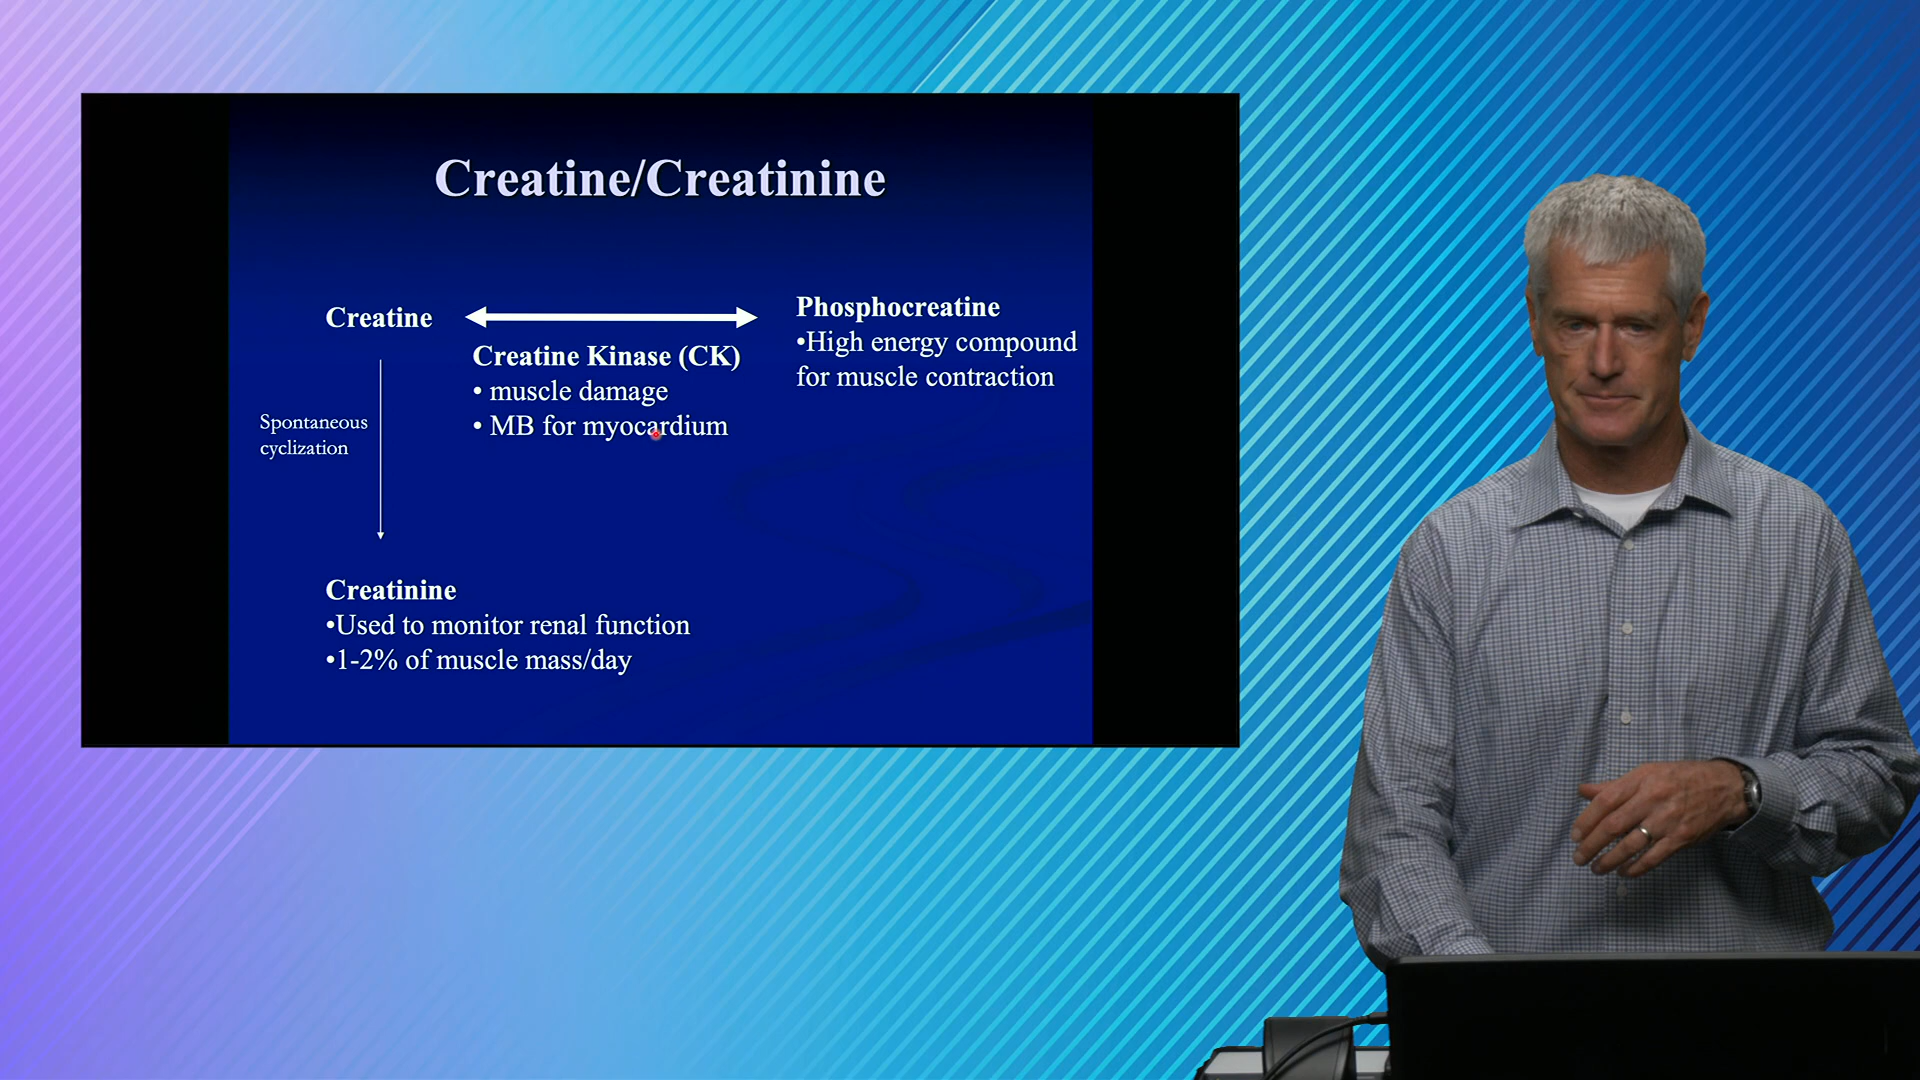 Creatine/Creatinine
Creatine
Phosphocreatine
•High energy compound
for muscle contraction
Creatine Kinase (CK)
• muscle damage
• MB for myocardium
Spontaneous
cyclization
Creatinine
•Used to monitor renal function
•1-2% of muscle mass/day